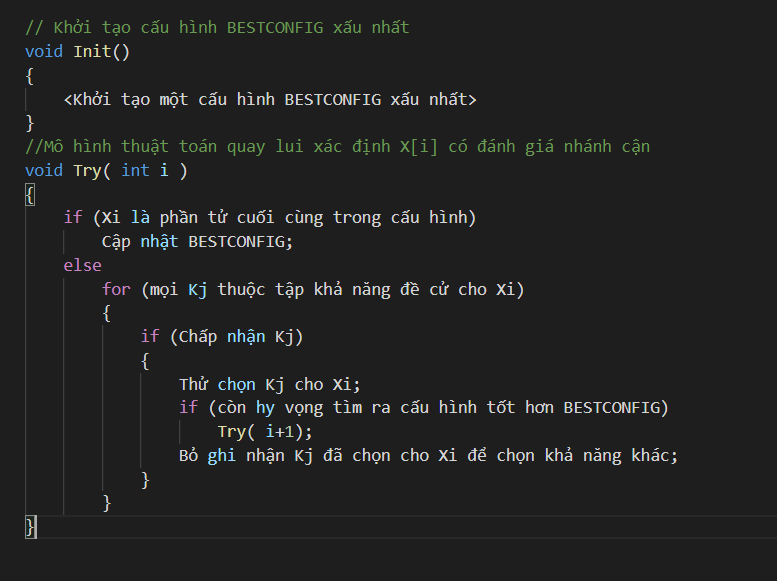 // Khởi tạo cấu hình BESTCONFIG xấu nhất
void Init()
{
    <Khởi tạo một cấu hình BESTCONFIG xấu nhất>
}
//Mô hình thuật toán quay lui xác định X[i] có đánh giá nhánh cận
void Try( int i )
{
    if (Xi là phần tử cuối cùng trong cấu hình)
        Cập nhật BESTCONFIG;
    else
        for (mọi Kj thuộc tập khả năng đề cử cho Xi)
        {
            if (Chấp nhận Kj)
            {
                Thử chọn Kj cho Xi;
                if (còn hy vọng tìm ra cấu hình tốt hơn BESTCONFIG)
                    Try( i+1);
                Bỏ ghi nhận Kj đã chọn cho Xi để chọn khả năng khác;
            }
        }
}